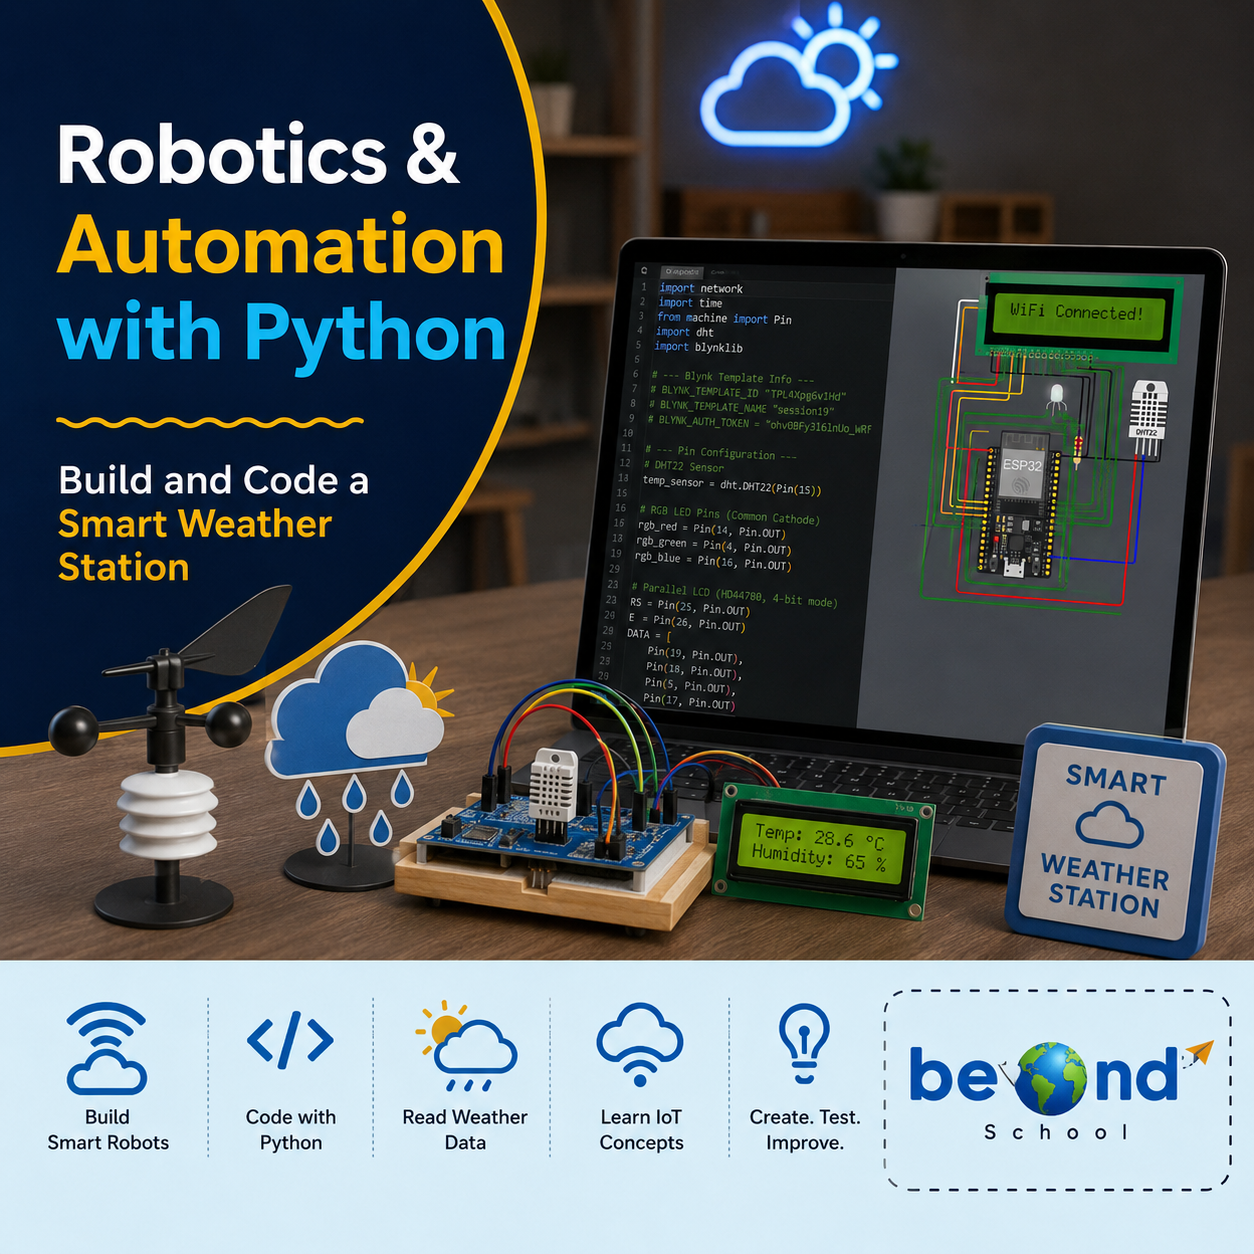 Robotics &
Automation
with Python
Build and Code a
Smart Weather
Station
import network
import time
from machine import Pin
import dht
import blynklib
# --- Blynk Template Info ---
# BLYNK_TEMPLATE_ID "TPL4Xpg6v1Hd"
# BLYNK_TEMPLATE_NAME "session19"
# BLYNK_AUTH_TOKEN = "ohv0BFy316lnUo_WRF
# --- Pin Configuration ---
# DHT22 Sensor
temp_sensor = dht.DHT22(Pin(15))
# RGB LED Pins (Common Cathode)
rgb_red = Pin(14, Pin.OUT)
rgb_green = Pin(4, Pin.OUT)
rgb_blue = Pin(16, Pin.OUT)
# Parallel LCD (HD44780, 4-bit mode)
RS = Pin(25, Pin.OUT)
E = Pin(26, Pin.OUT)
DATA = [
Pin(19, Pin.OUT),
Pin(18, Pin.OUT),
Pin(5, Pin.OUT),
Pin(17, Pin.OUT)
WiFi Connected!
DHT22
ESP32
Temp: 28.6 °C
Humidity: 65 %
SMART
WEATHER
STATION
Build
Smart Robots
Code with
Python
Read Weather
Data
Learn IoT
Concepts
Create. Test.
Improve.
beyond
School